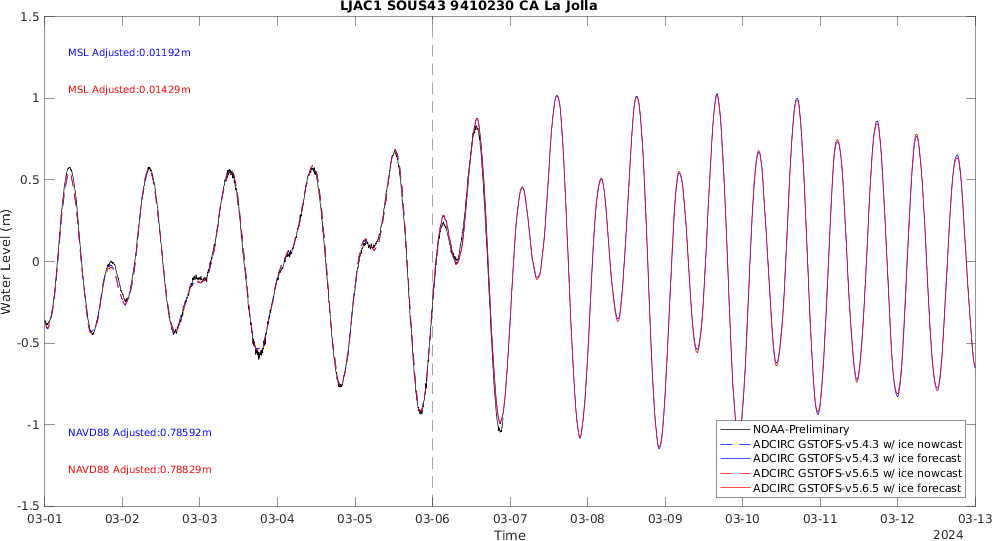 LJAC1 SOUS43 9410230 CA La Jolla
1.5
1
0.5
0
-0.5
-1
-1.5
Water Level (m)
MSL Adjusted:0.01192m
MSL Adjusted:0.01429m
NAVD88 Adjusted:0.78592m
NAVD88 Adjusted:0.78829m
NOAA-Preliminary
ADCIRC GSTOFS-v5.4.3 w/ ice nowcast
ADCIRC GSTOFS-v5.4.3 w/ ice forecast
ADCIRC GSTOFS-v5.6.5 w/ ice nowcast
ADCIRC GSTOFS-v5.6.5 w/ ice forecast
03-01 03-02 03-03 03-04 03-05 03-06 03-07 03-08 03-09 03-10 03-11 03-12 03-13
Time
2024